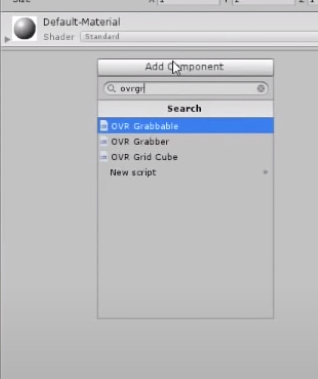 Default-Material
Shader Standard
Add Component
ovrgr
Search
OVR Grabbable
OVR Grabber
OVR Grid Cube
New script